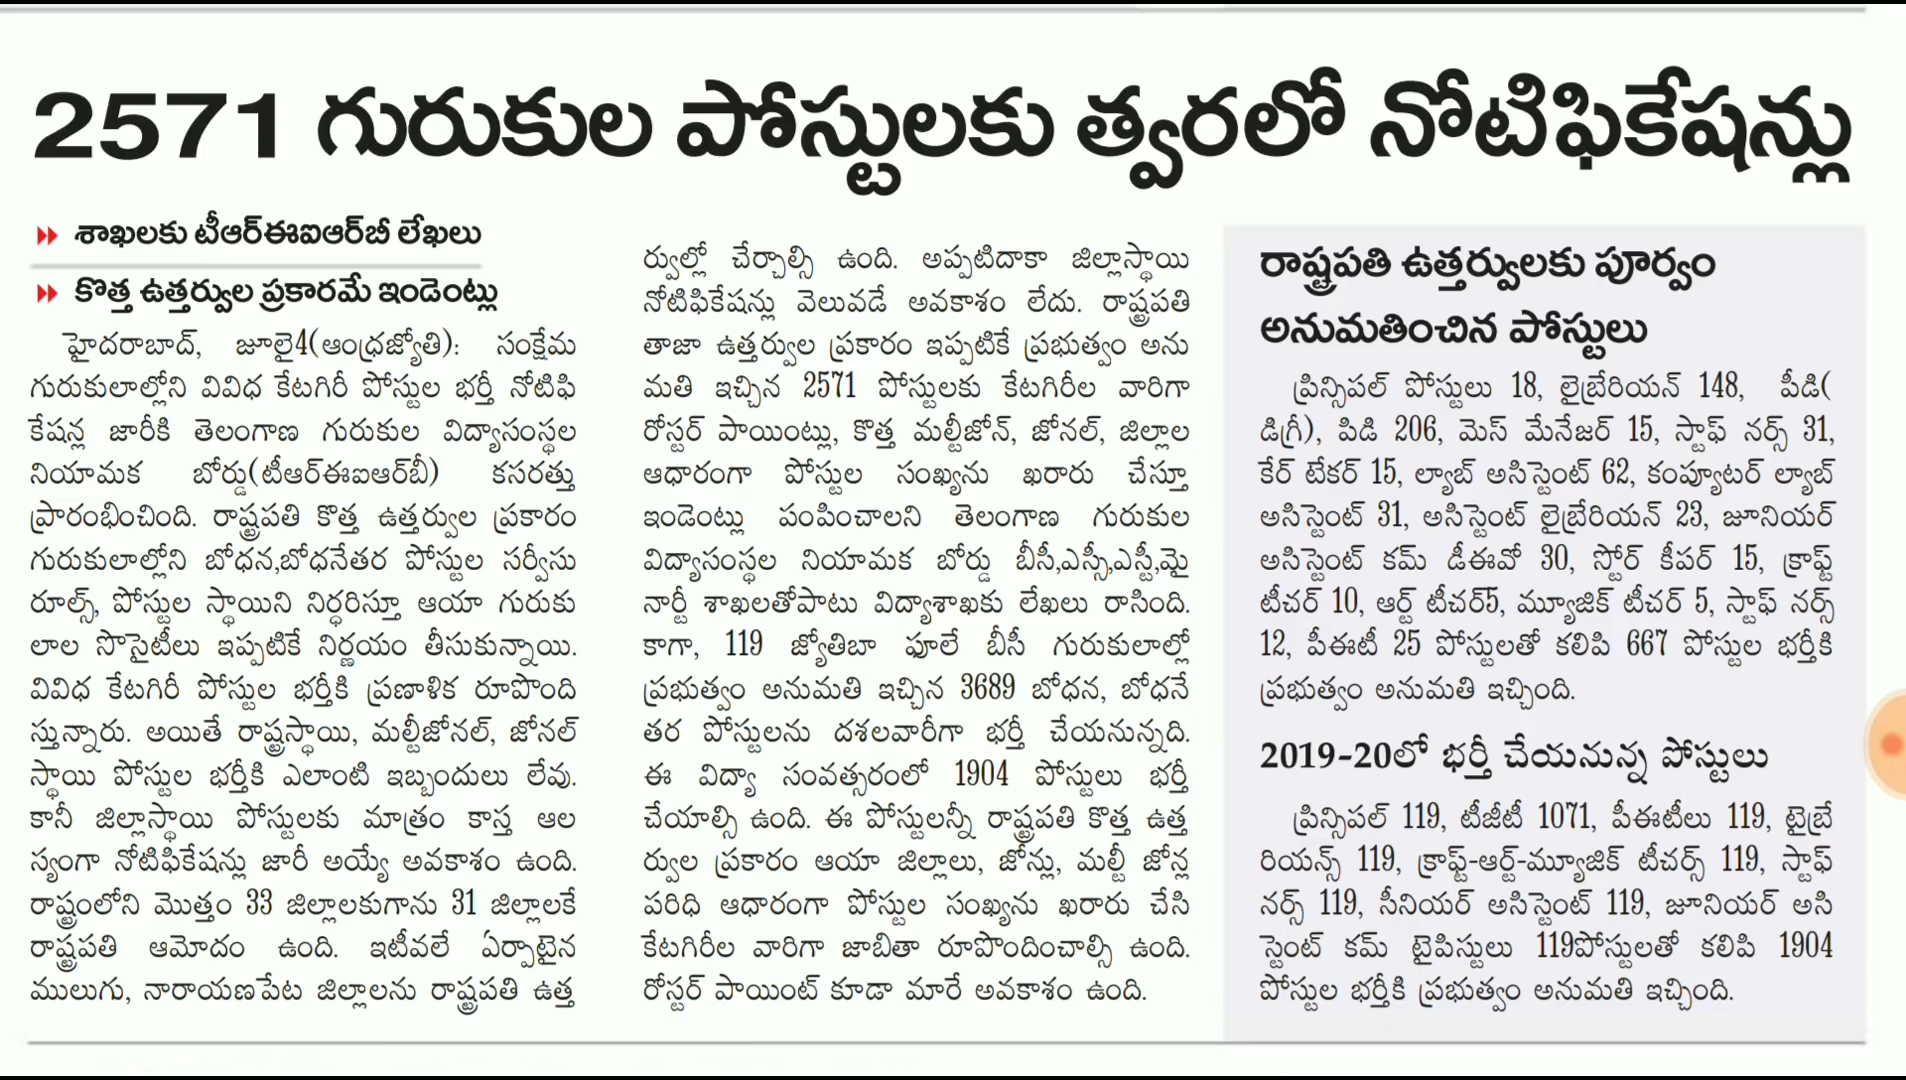 2571 గురుకుల పోస్టులకు త్వరలో నోటిఫికేషన్లు
శాఖలకు టీఆర్ఈఐఆర్‌బీ లేఖలు
కొత్త ఉత్తర్వుల ప్రకారమే ఇండెంట్లు
హైదరాబాద్, జూలై4(ఆంధ్రజ్యోతి): సంక్షేమ
గురుకులాల్లోని వివిధ కేటగిరీ పోస్టుల భర్తీ నోటిఫి
కేషన్ల జారీకి తెలంగాణ గురుకుల విద్యాసంస్థల
నియామక బోర్డు(టీఆర్ఈఐఆర్‌బీ) కసరత్తు
ప్రారంభించింది. రాష్ట్రపతి కొత్త ఉత్తర్వుల ప్రకారం
గురుకులాల్లోని బోధన,బోధనేతర పోస్టుల సర్వీసు
రూల్స్, పోస్టుల స్థాయిని నిర్ధరిస్తూ ఆయా గురుకు
లాల సొసైటీలు ఇప్పటికే నిర్ణయం తీసుకున్నాయి.
వివిధ కేటగిరీ పోస్టుల భర్తీకి ప్రణాళిక రూపొంది
స్తున్నారు. అయితే రాష్ట్రస్థాయి, మల్టీజోనల్, జోనల్
స్థాయి పోస్టుల భర్తీకి ఎలాంటి ఇబ్బందులు లేవు.
కానీ జిల్లాస్థాయి పోస్టులకు మాత్రం కాస్త ఆల
స్యంగా నోటిఫికేషన్లు జారీ అయ్యే అవకాశం ఉంది.
రాష్ట్రంలోని మొత్తం 33 జిల్లాలకుగాను 31 జిల్లాలకే
రాష్ట్రపతి ఆమోదం ఉంది. ఇటీవలే ఏర్పాటైన
ములుగు, నారాయణపేట జిల్లాలను రాష్ట్రపతి ఉత్త
ర్వుల్లో చేర్చాల్సి ఉంది. అప్పటిదాకా జిల్లాస్థాయి
నోటిఫికేషన్లు వెలువడే అవకాశం లేదు. రాష్ట్రపతి
తాజా ఉత్తర్వుల ప్రకారం ఇప్పటికే ప్రభుత్వం అను
మతి ఇచ్చిన 2571 పోస్టులకు కేటగిరీల వారిగా
రోస్టర్ పాయింట్లు, కొత్త మల్టీజోన్, జోనల్, జిల్లాల
ఆధారంగా పోస్టుల సంఖ్యను ఖరారు చేస్తూ
ఇండెంట్లు పంపించాలని తెలంగాణ గురుకుల
విద్యాసంస్థల నియామక బోర్డు బీసీ,ఎస్సీ,ఎస్టీ,మై
నార్టీ శాఖలతోపాటు విద్యాశాఖకు లేఖలు రాసింది.
కాగా, 119 జ్యోతిబా ఫూలే బీసీ గురుకులాల్లో
ప్రభుత్వం అనుమతి ఇచ్చిన 3689 బోధన, బోధనే
తర పోస్టులను దశలవారీగా భర్తీ చేయనున్నది.
ఈ విద్యా సంవత్సరంలో 1904 పోస్టులు భర్తీ
చేయాల్సి ఉంది. ఈ పోస్టులన్నీ రాష్ట్రపతి కొత్త ఉత్త
ర్వుల ప్రకారం ఆయా జిల్లాలు, జోన్లు, మల్టీ జోన్ల
పరిధి ఆధారంగా పోస్టుల సంఖ్యను ఖరారు చేసి
కేటగిరీల వారిగా జాబితా రూపొందించాల్సి ఉంది.
రోస్టర్ పాయింట్ కూడా మారే అవకాశం ఉంది.
రాష్ట్రపతి ఉత్తర్వులకు పూర్వం
అనుమతించిన పోస్టులు
ప్రిన్సిపల్ పోస్టులు 18, లైబ్రేరియన్ 148, పీడి(
డిగ్రీ), పిడి 206, మెస్ మేనేజర్ 15, స్టాఫ్ నర్స్ 31,
కేర్ టేకర్ 15, ల్యాబ్ అసిస్టెంట్ 62, కంప్యూటర్ ల్యాబ్
అసిస్టెంట్ 31, అసిస్టెంట్ లైబ్రేరియన్ 23, జూనియర్
అసిస్టెంట్ కమ్ డీఈవో 30, స్టోర్ కీపర్ 15, క్రాఫ్ట్
టీచర్ 10, ఆర్ట్ టీచర్5, మ్యూజిక్ టీచర్ 5, స్టాఫ్ నర్స్
12, పీఈటీ 25 పోస్టులతో కలిపి 667 పోస్టుల భర్తీకి
ప్రభుత్వం అనుమతి ఇచ్చింది.
2019-20లో భర్తీ చేయనున్న పోస్టులు
ప్రిన్సిపల్ 119, టీజీటీ 1071, పీఈటీలు 119, టైబ్రే
రియన్స్ 119, క్రాఫ్ట్-ఆర్ట్-మ్యూజిక్ టీచర్స్ 119, స్టాఫ్
నర్స్ 119, సీనియర్ అసిస్టెంట్ 119, జూనియర్ అసి
స్టెంట్ కమ్ టైపిస్టులు 119పోస్టులతో కలిపి 1904
పోస్టుల భర్తీకి ప్రభుత్వం అనుమతి ఇచ్చింది.